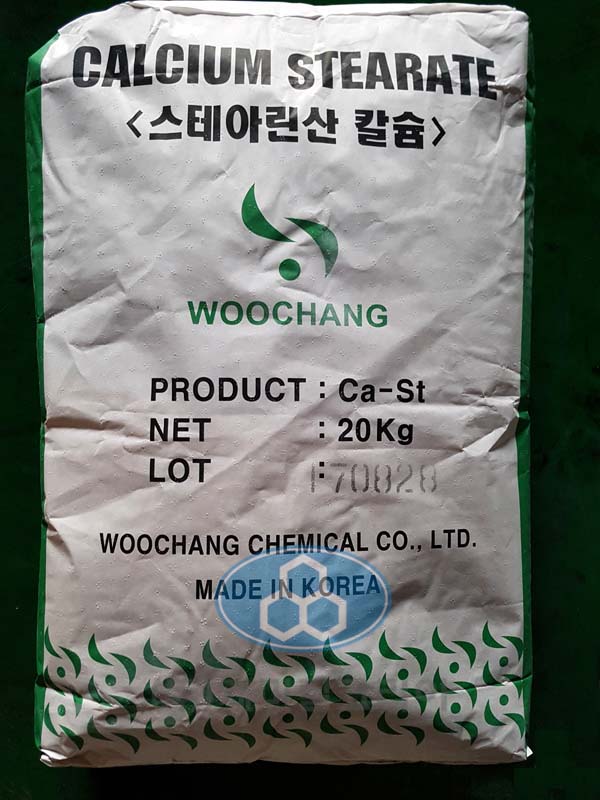 CALCIUM STEARATE
<스테아린산 칼슘>
WOOCHANG
PRODUCT : Ca-St
NET : 20Kg
LOT :
WOOCHANG CHEMICAL CO., LTD.
MADE IN KOREA